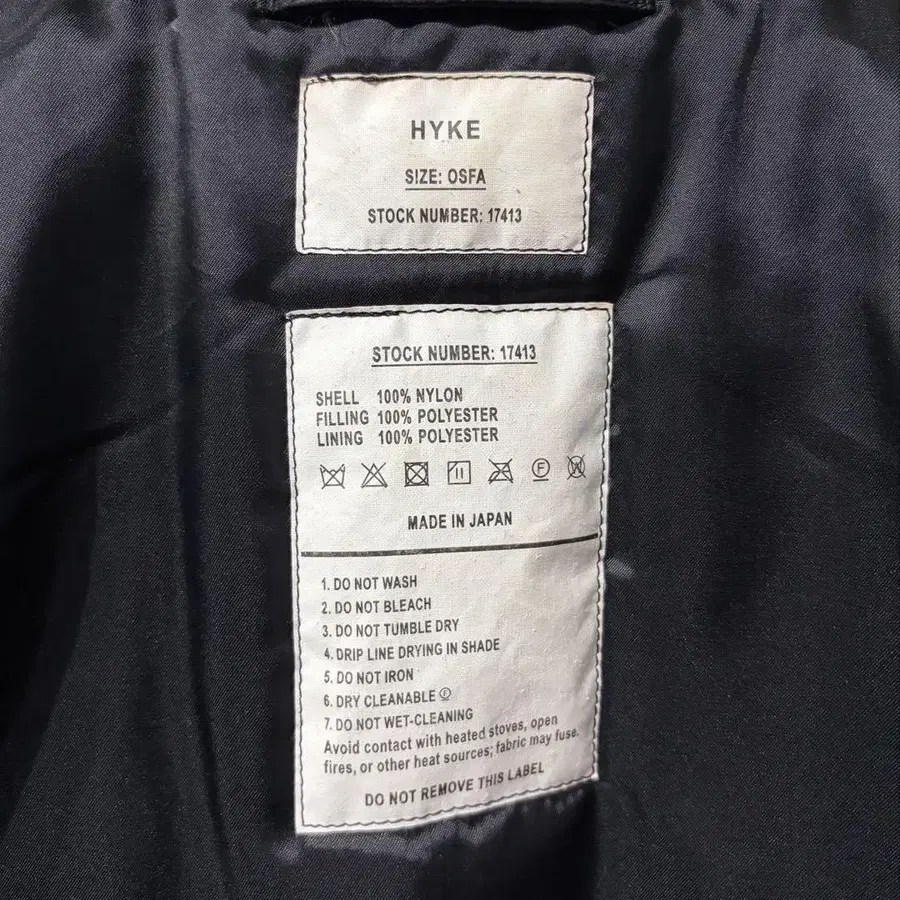 HYKE
SIZE: OSFA
STOCK NUMBER: 17413
STOCK NUMBER: 17413
SHELL 100% NYLON
FILLING 100% POLYESTER
LINING 100% POLYESTER
F W
MADE IN JAPAN
1. DO NOT WASH
2. DO NOT BLEACH
3. DO NOT TUMBLE DRY
4. DRIP LINE DRYING IN SHADE
5. DO NOT IRON
6. DRY CLEANABLE Ⓕ
7. DO NOT WET-CLEANING
Avoid contact with heated stoves, open
fires, or other heat sources; fabric may fuse.
DO NOT REMOVE THIS LABEL